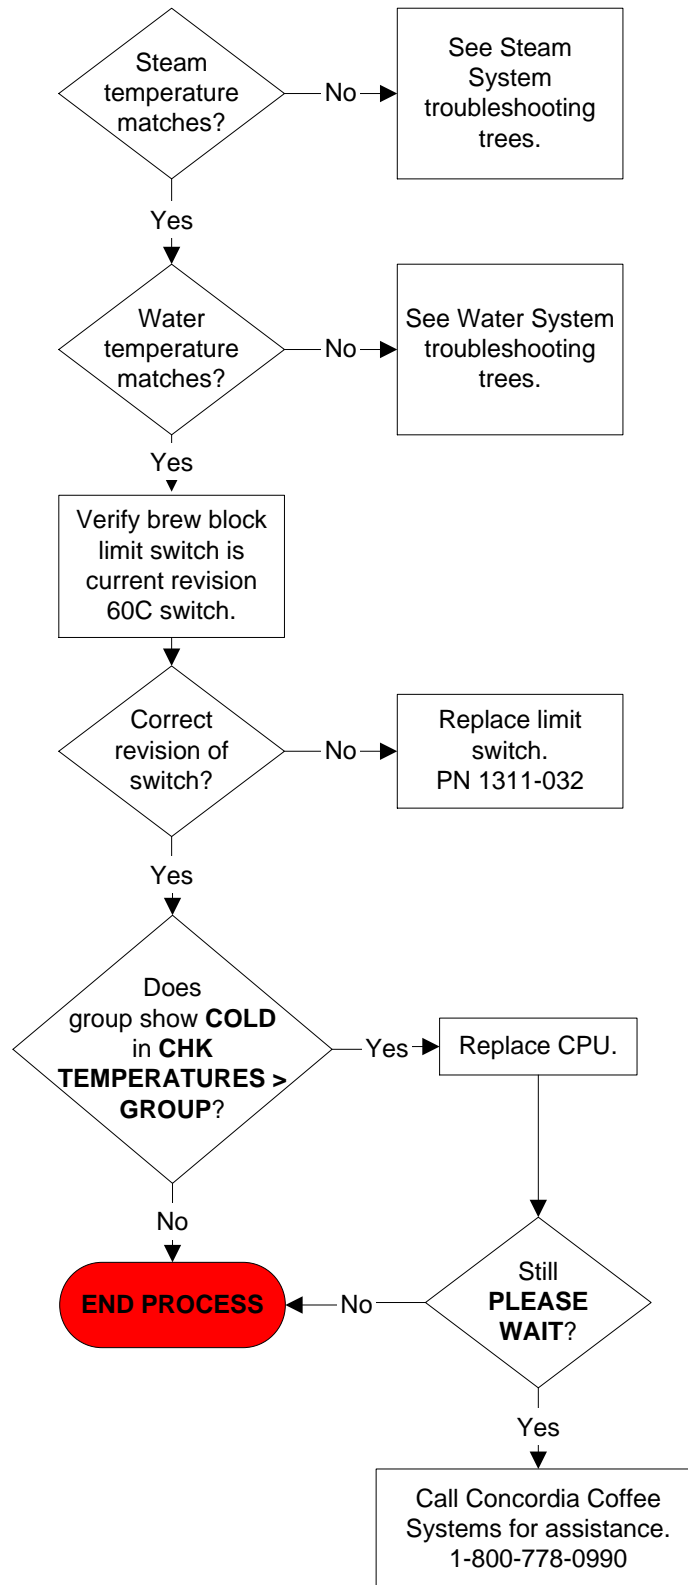 Steam
temperature
matches?
No
See Steam
System
troubleshooting
trees.
Yes
Water
temperature
matches?
No
See Water System
troubleshooting
trees.
Yes
Verify brew block
limit switch is
current revision
60C switch.
Correct
revision of
switch?
No
Replace limit
switch.
PN 1311-032
Yes
Does
group show COLD
in CHK
TEMPERATURES >
GROUP?
Yes
Replace CPU.
No
END PROCESS
No
Still
PLEASE
WAIT?
Yes
Call Concordia Coffee
Systems for assistance.
1-800-778-0990